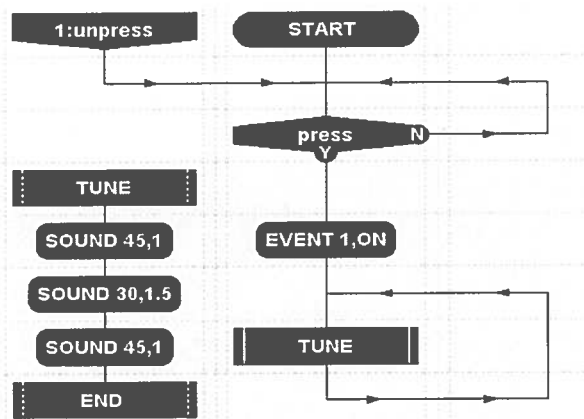 1:unpress
START
press
N
Y
TUNE
SOUND 45,1
SOUND 30,1.5
SOUND 45,1
END
EVENT 1,ON
TUNE